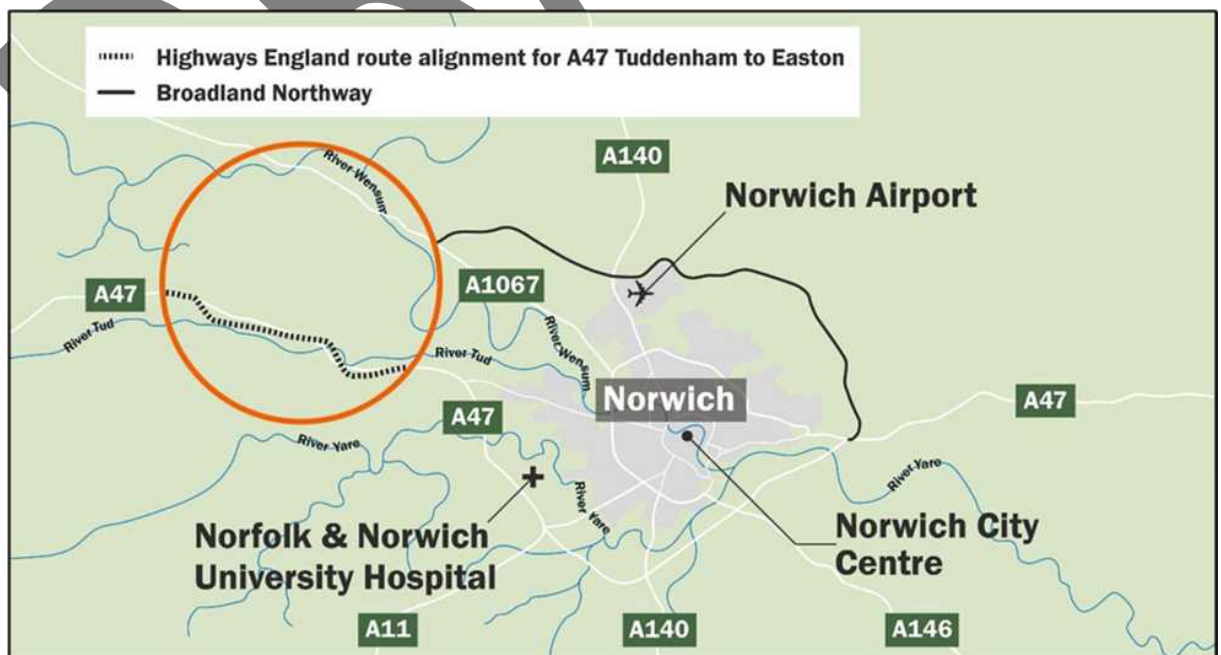 Highways England route alignment for A47 Tuddenham to Easton
Broadland Northway
A140
River Wensum
Norwich Airport
A47
A1067
River Tud
River Wensum
River Tud
Norwich
A47
A47
River Yare
River Yare
River Yare
Norfolk & Norwich
University Hospital
Norwich City
Centre
A11
A140
A146